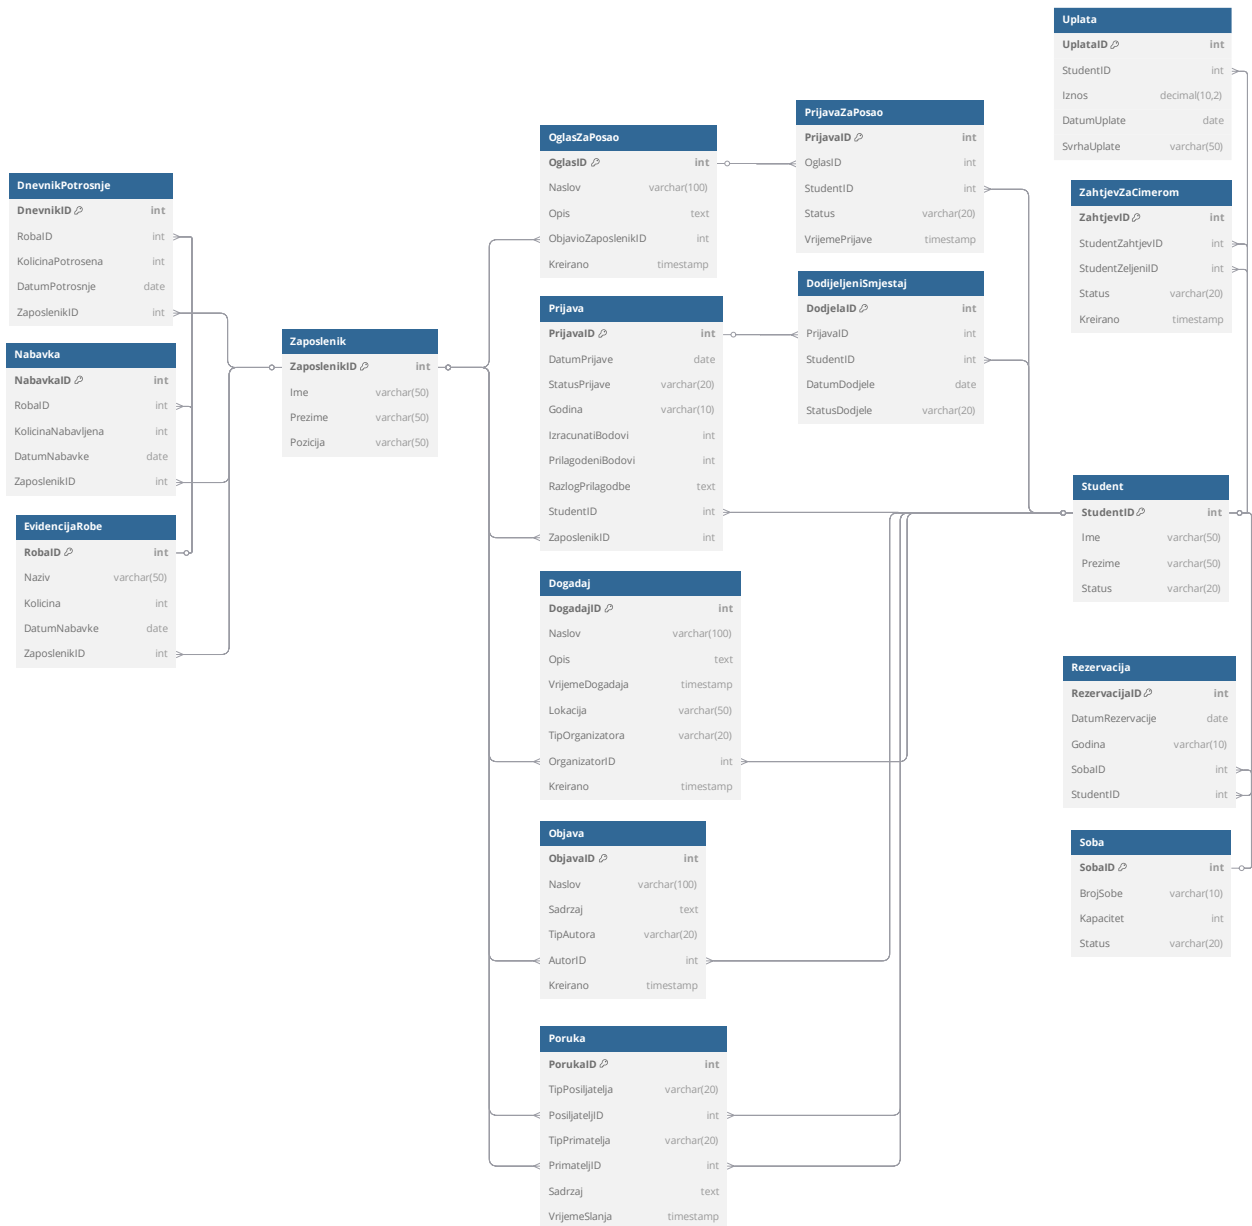 Uplata
UplataID int
StudentID int
Iznos decimal(10,2)
DatumUplate date
SvrhaUplate varchar(50)
PrijavaZaPosao
PrijavaID int
OglasID int
StudentID int
Status varchar(20)
VrijemePrijave timestamp
OglasZaPosao
OglasID int
Naslov varchar(100)
Opis text
ObjavioZaposlenikID int
Kreirano timestamp
DnevnikPotrosnje
DnevnikID int
RobaID int
KolicinaPotrosena int
DatumPotrosnje date
ZaposlenikID int
ZahtjevZaCimerom
ZahtjevID int
StudentZahtjevID int
StudentZeljeniID int
Status varchar(20)
Kreirano timestamp
DodijeljeniSmjestaj
DodjelaID int
PrijavaID int
StudentID int
DatumDodjele date
StatusDodjele varchar(20)
Prijava
PrijavaID int
DatumPrijave date
StatusPrijave varchar(20)
Godina varchar(10)
IzracunatiBodovi int
PrilagodeniBodovi int
RazlogPrilagodbe text
StudentID int
ZaposlenikID int
Zaposlenik
ZaposlenikID int
Ime varchar(50)
Prezime varchar(50)
Pozicija varchar(50)
Nabavka
NabavkaID int
RobaID int
KolicinaNabavljena int
DatumNabavke date
ZaposlenikID int
Student
StudentID int
Ime varchar(50)
Prezime varchar(50)
Status varchar(20)
EvidencijaRobe
RobaID int
Naziv varchar(50)
Kolicina int
DatumNabavke date
ZaposlenikID int
Dogadaj
DogadajID int
Naslov varchar(100)
Opis text
VrijemeDogadaja timestamp
Lokacija varchar(50)
TipOrganizatora varchar(20)
OrganizatorID int
Kreirano timestamp
Rezervacija
RezervacijaID int
DatumRezervacije date
Godina varchar(10)
SobaID int
StudentID int
Objava
ObjavaID int
Naslov varchar(100)
Sadrzaj text
TipAutora varchar(20)
AutorID int
Kreirano timestamp
Soba
SobaID int
BrojSobe varchar(10)
Kapacitet int
Status varchar(20)
Poruka
PorukaID int
TipPosiljatelja varchar(20)
PosiljateljID int
TipPrimatelja varchar(20)
PrimateljID int
Sadrzaj text
VrijemeSlanja timestamp